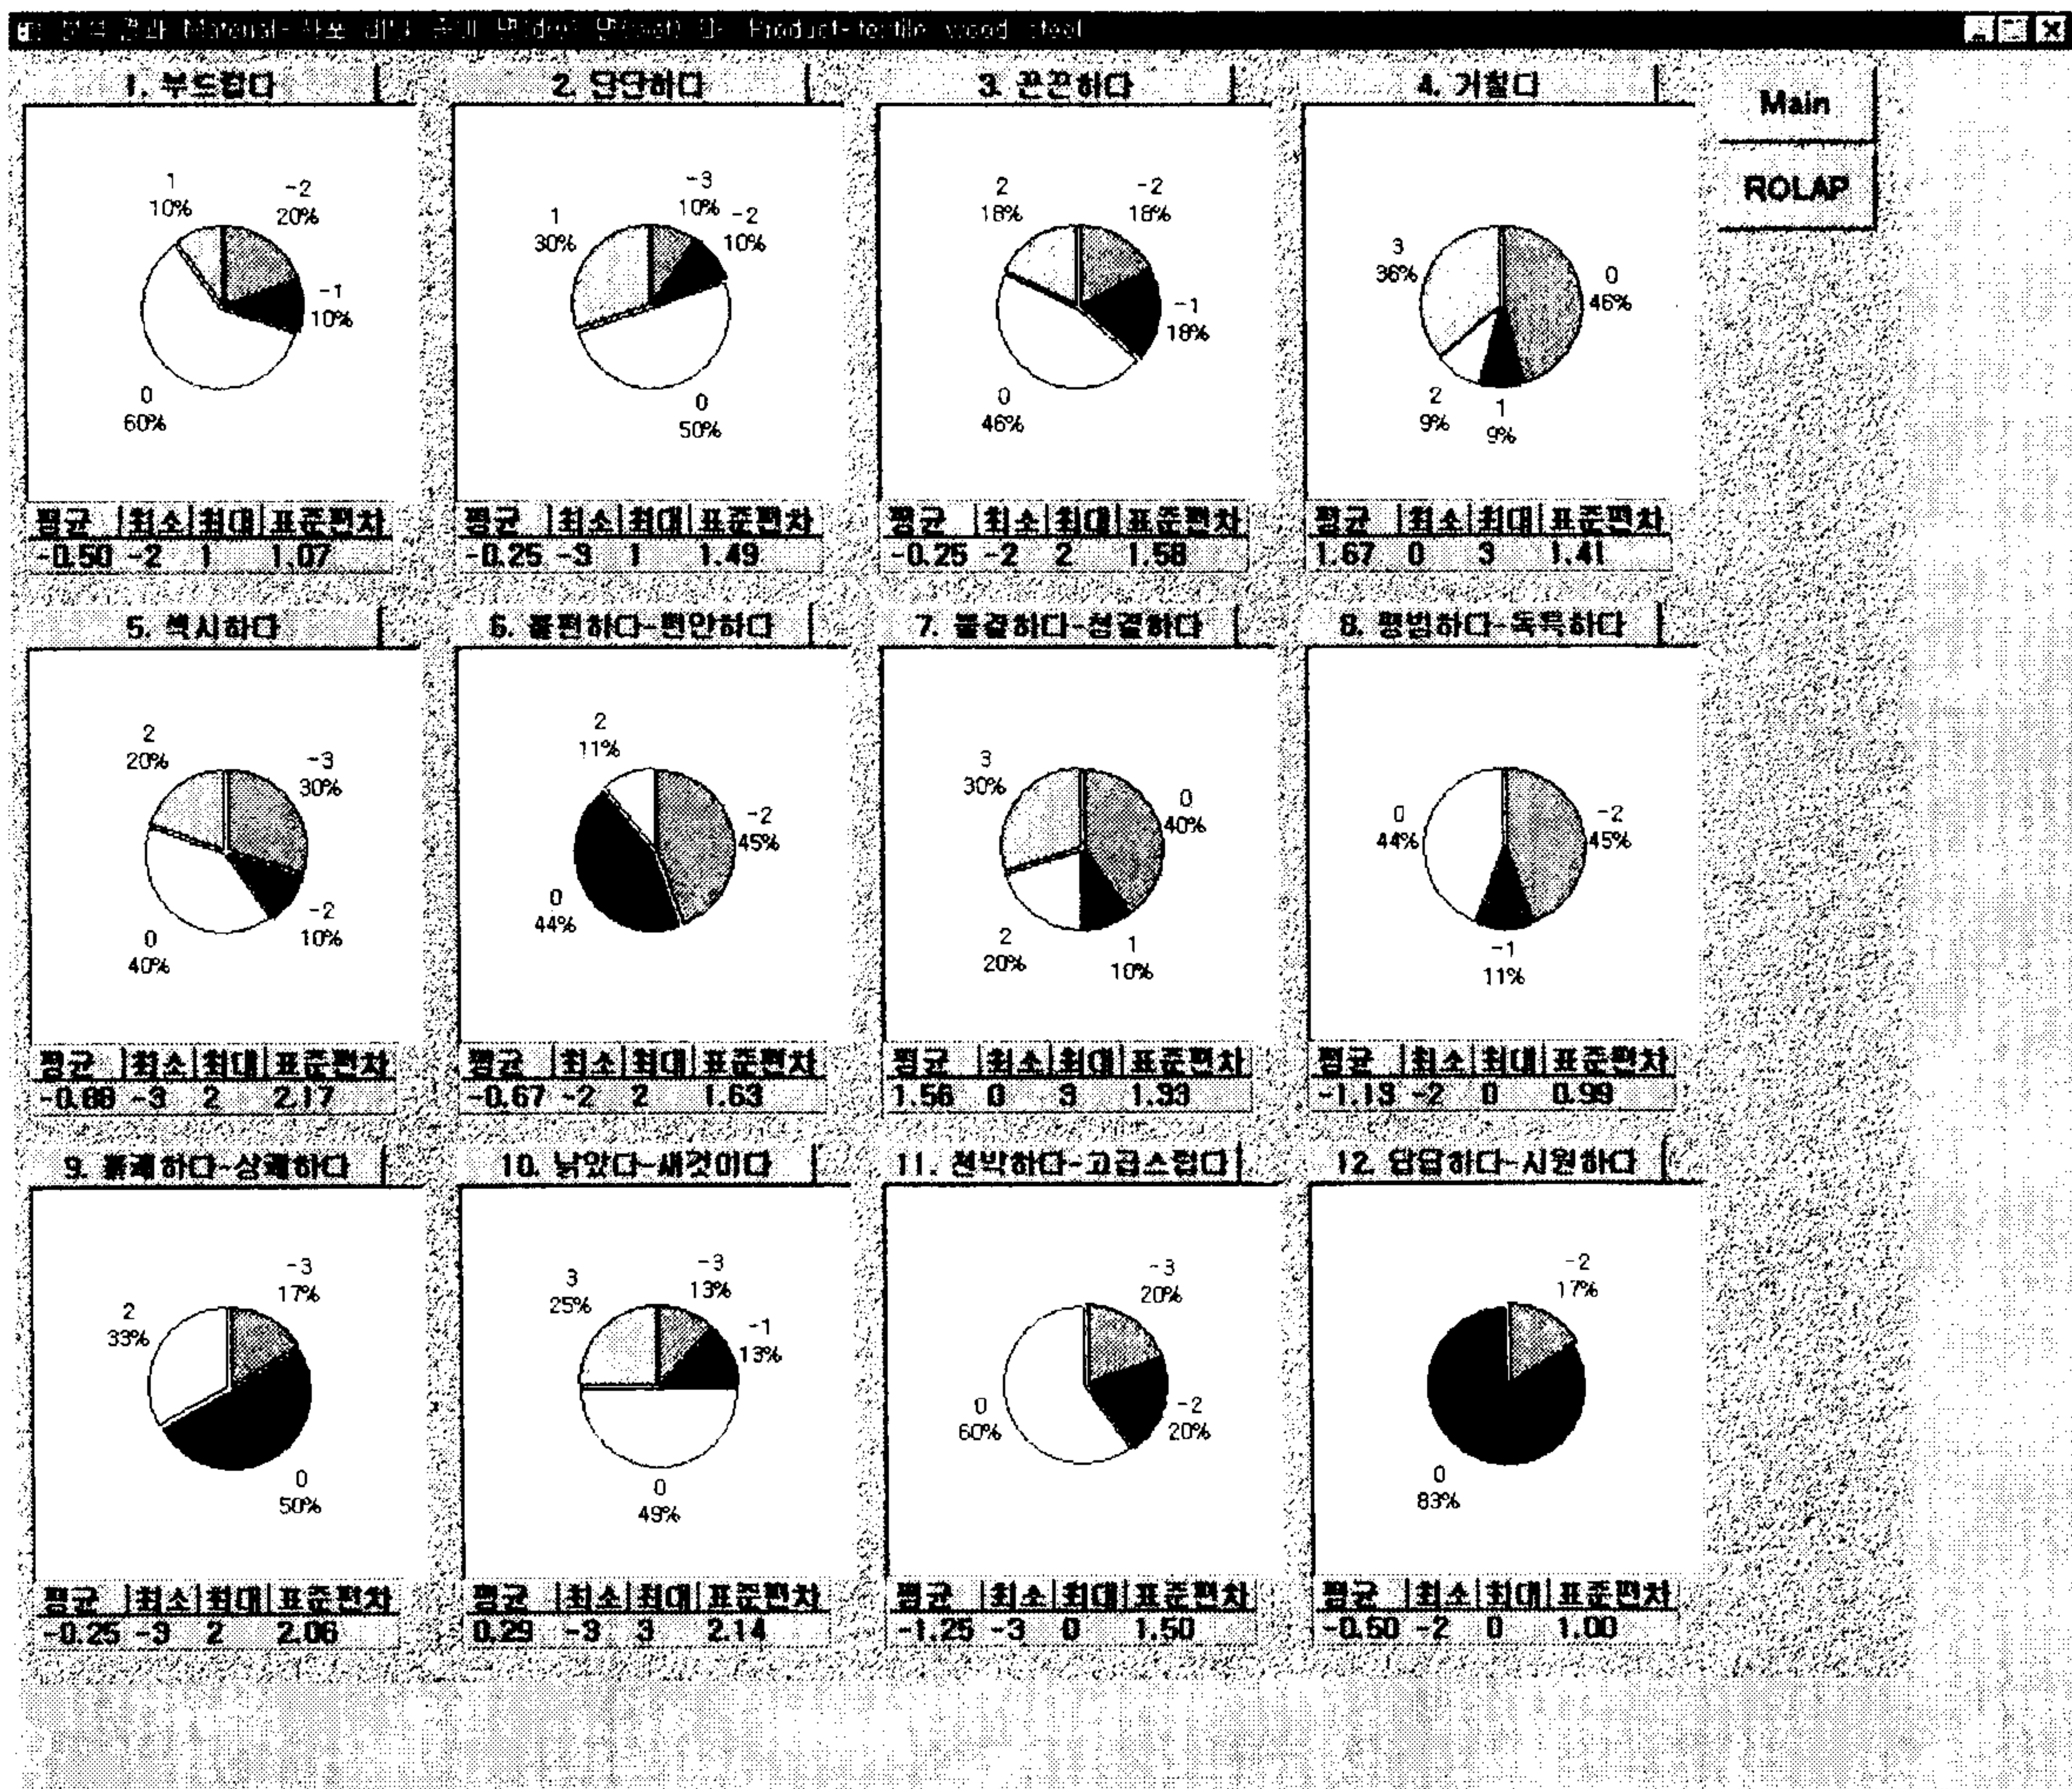 분석 결과 Material- 사포 비닐 Product-textile wood steel
1. 부드럽다
2. 단단하다
3. 끈끈하다
4. 거칠다
Main
ROLAP
1
10%
-2
20%
-1
10%
0
60%
-3
10%
-2
10%
1
30%
0
50%
2
18%
-2
18%
-1
18%
0
46%
3
36%
0
46%
2
9%
1
9%
평균 최소 최대 표준편차
-0.50 -2 1 1.07
평균 최소 최대 표준편차
-0.25 -3 1 1.49
평균 최소 최대 표준편차
-0.25 -2 2 1.58
평균 최소 최대 표준편차
1.67 0 3 1.41
5. 섹시하다
6. 불편하다-편안하다
7. 불결하다-청결하다
8. 평범하다-독특하다
2
20%
-3
30%
-2
10%
0
40%
2
11%
-2
45%
0
44%
3
30%
0
40%
2
20%
1
10%
0
44%
-2
45%
-1
11%
평균 최소 최대 표준편차
-0.88 -3 2 2.17
평균 최소 최대 표준편차
-0.67 -2 2 1.63
평균 최소 최대 표준편차
1.56 0 3 1.33
평균 최소 최대 표준편차
-1.13 -2 0 0.99
9. 불쾌하다-상쾌하다
10. 낡았다-새것이다
11. 천박하다-고급스럽다
12. 답답하다-시원하다
-3
17%
2
33%
0
50%
3
25%
-3
13%
-1
13%
0
49%
-3
20%
0
60%
-2
20%
-2
17%
0
83%
평균 최소 최대 표준편차
-0.25 -3 2 2.06
평균 최소 최대 표준편차
0.29 -3 3 2.14
평균 최소 최대 표준편차
-1.25 -3 0 1.50
평균 최소 최대 표준편차
-0.50 -2 0 1.00